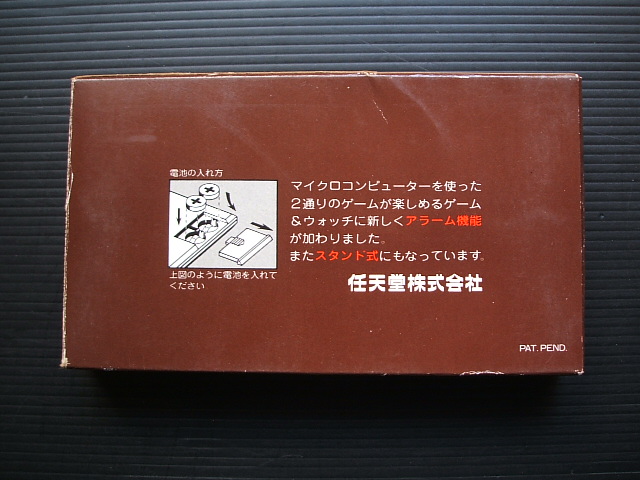 電池の入れ方
上図のように電池を入れて
ください
マイクロコンピューターを使った
2通りのゲームが楽しめるゲーム
&ウォッチに新しくアラーム機能
が加わりました。
またスタンド式にもなっています。
任天堂株式会社
PAT. PEND.